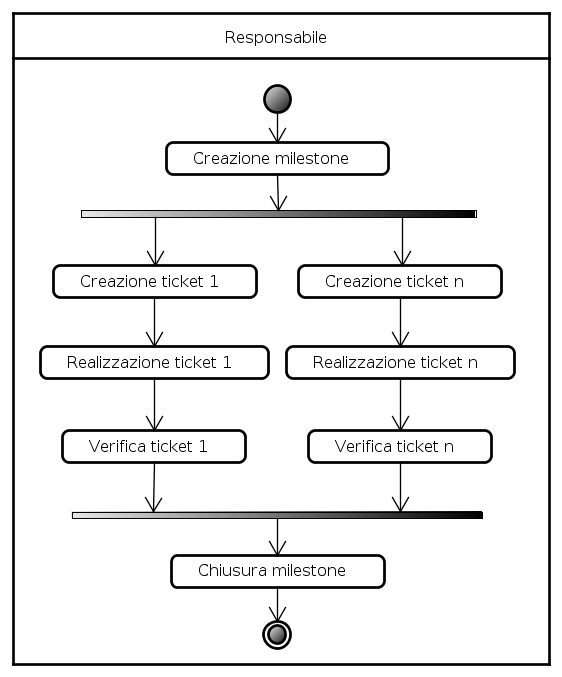 Responsabile
Creazione milestone
Creazione ticket 1
Creazione ticket n
Realizzazione ticket 1
Realizzazione ticket n
Verifica ticket 1
Verifica ticket n
Chiusura milestone